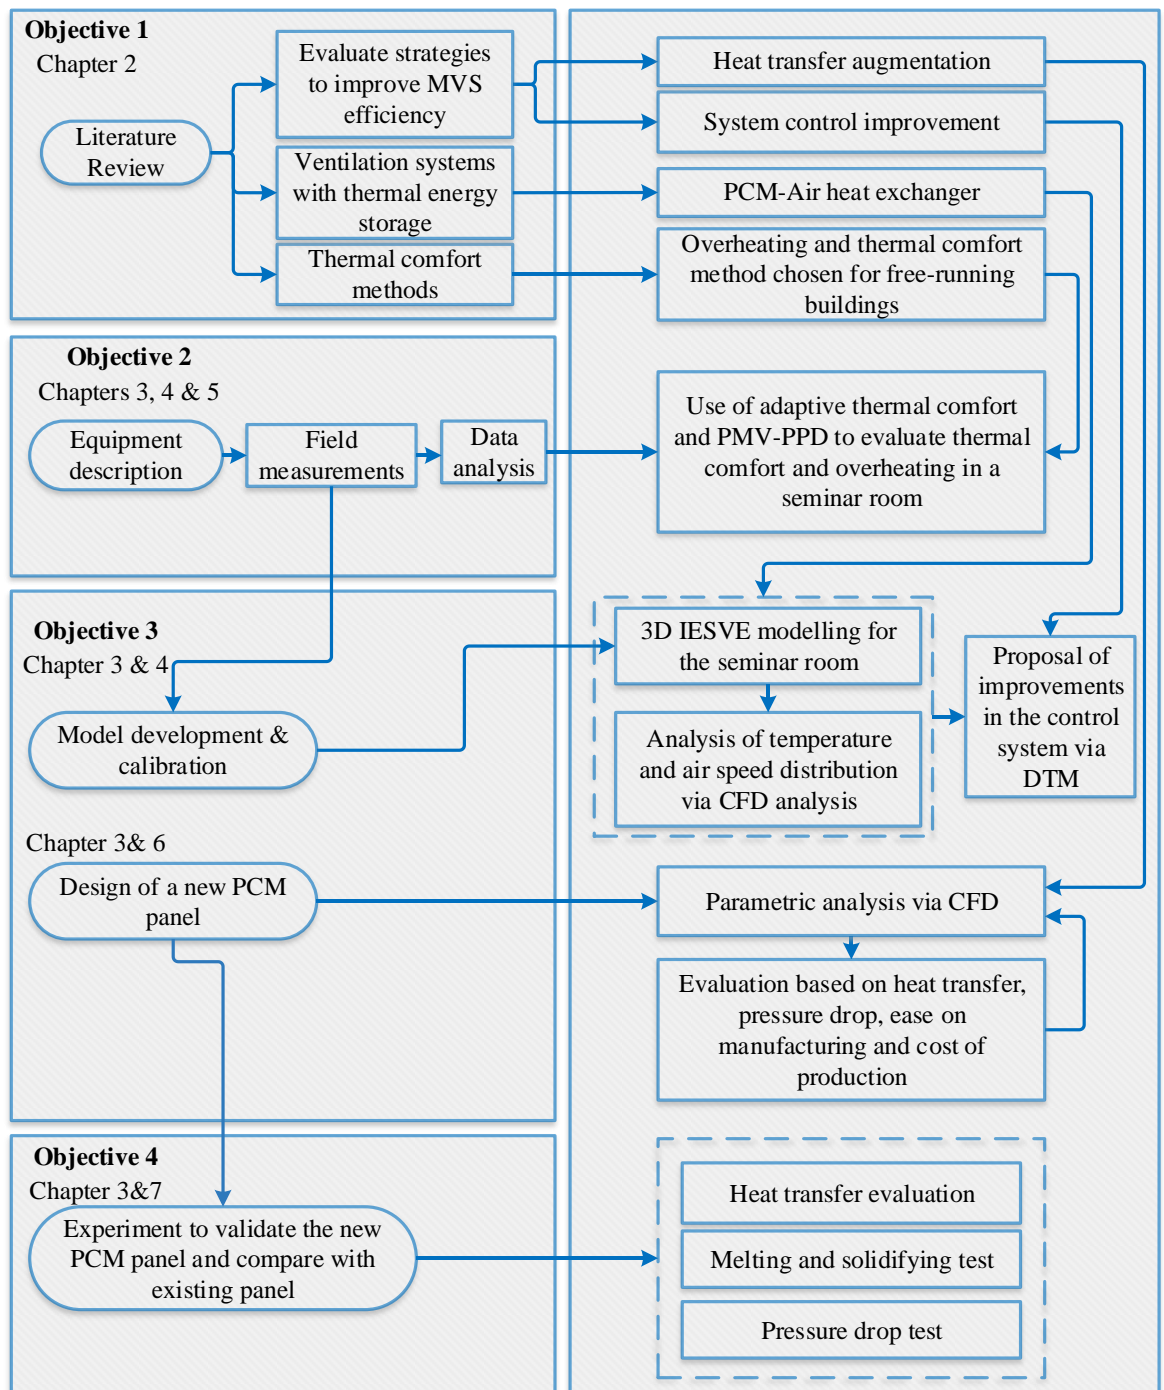 Objective 1
Chapter 2
Literature
Review
Evaluate strategies
to improve MVS
efficiency
Ventilation systems
with thermal energy
storage
Thermal comfort
methods
Heat transfer augmentation
System control improvement
PCM-Air heat exchanger
Overheating and thermal comfort
method chosen for free-running
buildings
Objective 2
Chapters 3, 4 & 5
Equipment
description
Field
measurements
Data
analysis
Use of adaptive thermal comfort
and PMV-PPD to evaluate thermal
comfort and overheating in a
seminar room
Objective 3
Chapter 3 & 4
Model development &
calibration
3D IESVE modelling for
the seminar room
Analysis of temperature
and air speed distribution
via CFD analysis
Proposal of
improvements
in the control
system via
DTM
Chapter 3& 6
Design of a new PCM
panel
Parametric analysis via CFD
Evaluation based on heat transfer,
pressure drop, ease on
manufacturing and cost of
production
Objective 4
Chapter 3&7
Experiment to validate the new
PCM panel and compare with
existing panel
Heat transfer evaluation
Melting and solidifying test
Pressure drop test